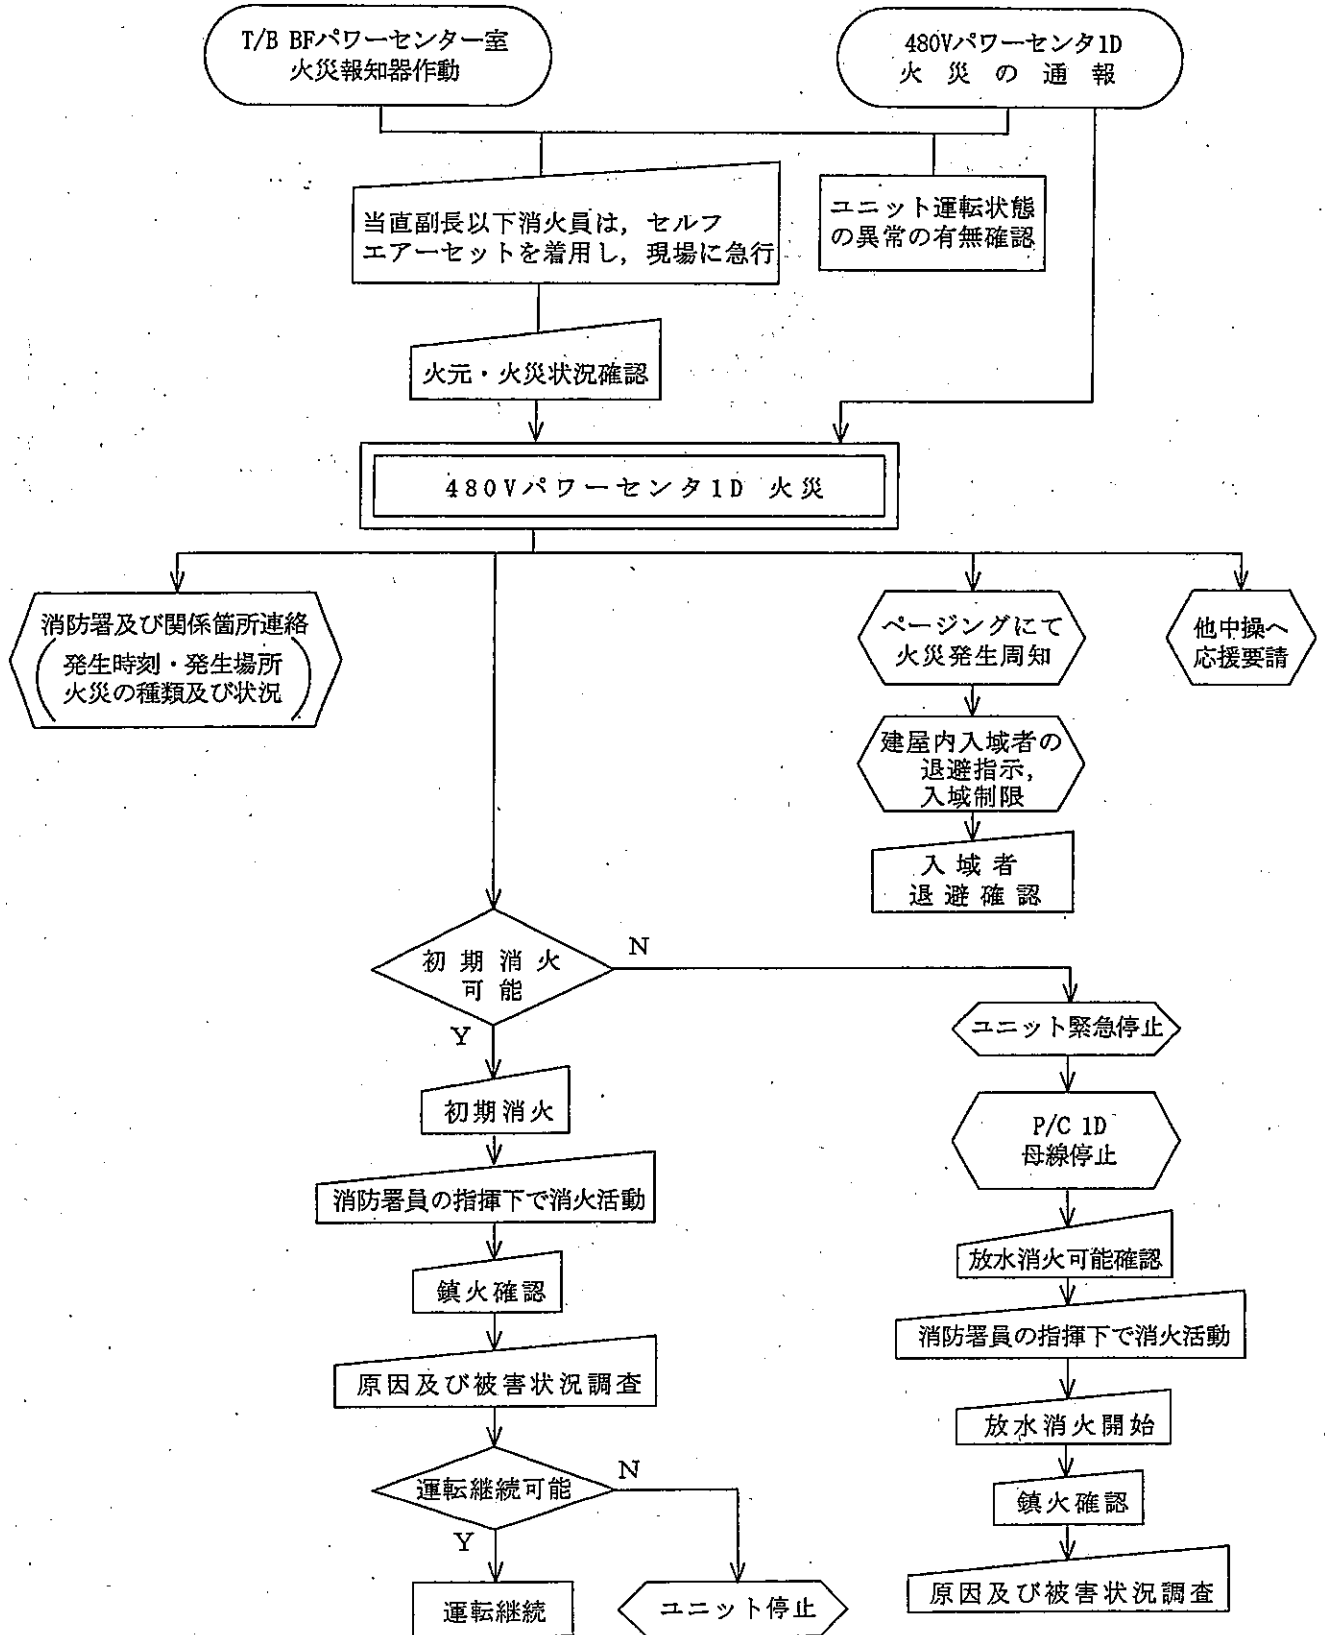 T/B BFパワーセンター室
火災報知器作動
480Vパワーセンタ1D
火災の通報
当直副長以下消火員は，セルフ
エアーセットを着用し，現場に急行
ユニット運転状態
の異常の有無確認
火元・火災状況確認
480Vパワーセンタ1D 火災
消防署及び関係箇所連絡
発生時刻・発生場所
火災の種類及び状況
ページングにて
火災発生周知
他中操へ
応援要請
建屋内入域者の
退避指示，
入域制限
入域者
退避確認
初期消火
可能
N
Y
ユニット緊急停止
初期消火
P/C 1D
母線停止
消防署員の指揮下で消火活動
放水消火可能確認
鎮火確認
消防署員の指揮下で消火活動
原因及び被害状況調査
放水消火開始
運転継続可能
N
Y
鎮火確認
原因及び被害状況調査
運転継続
ユニット停止